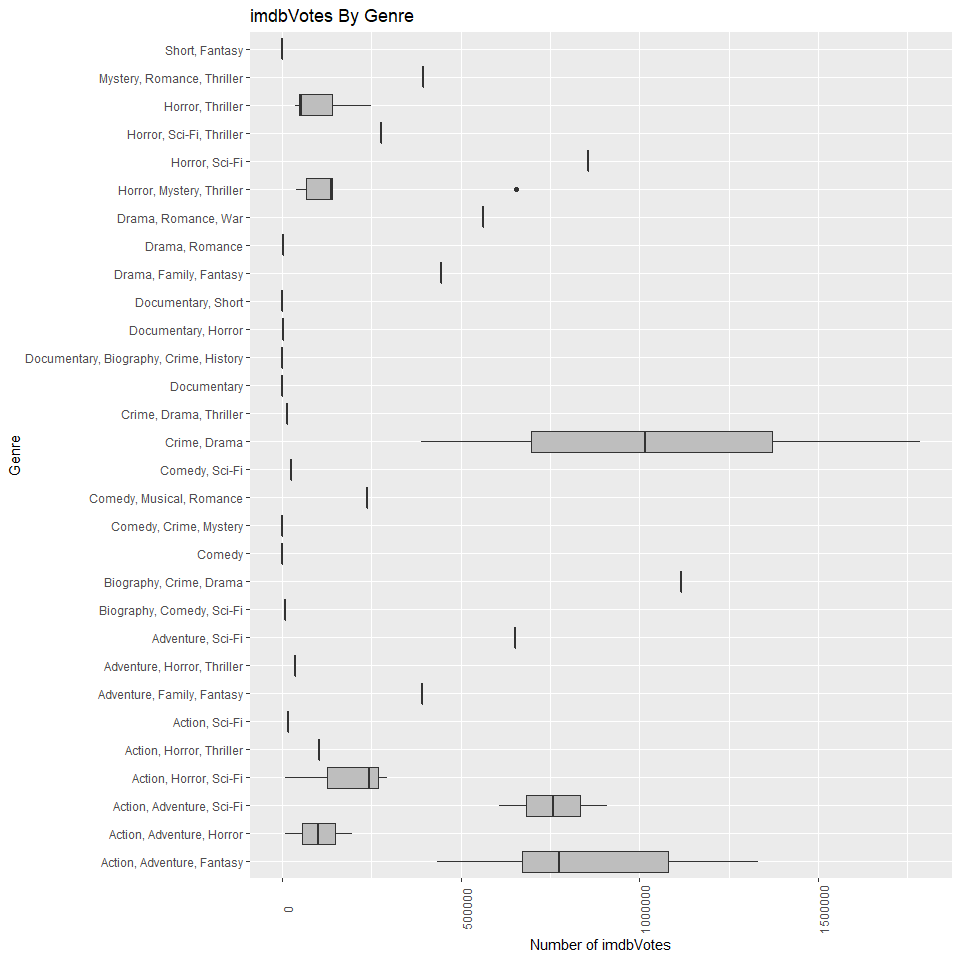 imdbVotes By Genre
Short, Fantasy
Mystery, Romance, Thriller
Horror, Thriller
Horror, Sci-Fi, Thriller
Horror, Sci-Fi
Horror, Mystery, Thriller
Drama, Romance, War
Drama, Romance
Drama, Family, Fantasy
Documentary, Short
Documentary, Horror
Documentary, Biography, Crime, History
Documentary
Crime, Drama, Thriller
Crime, Drama
Comedy, Sci-Fi
Comedy, Musical, Romance
Comedy, Crime, Mystery
Comedy
Biography, Crime, Drama
Biography, Comedy, Sci-Fi
Adventure, Sci-Fi
Adventure, Horror, Thriller
Adventure, Family, Fantasy
Action, Sci-Fi
Action, Horror, Thriller
Action, Horror, Sci-Fi
Action, Adventure, Sci-Fi
Action, Adventure, Horror
Action, Adventure, Fantasy
Genre
0
500000
1000000
1500000
Number of imdbVotes